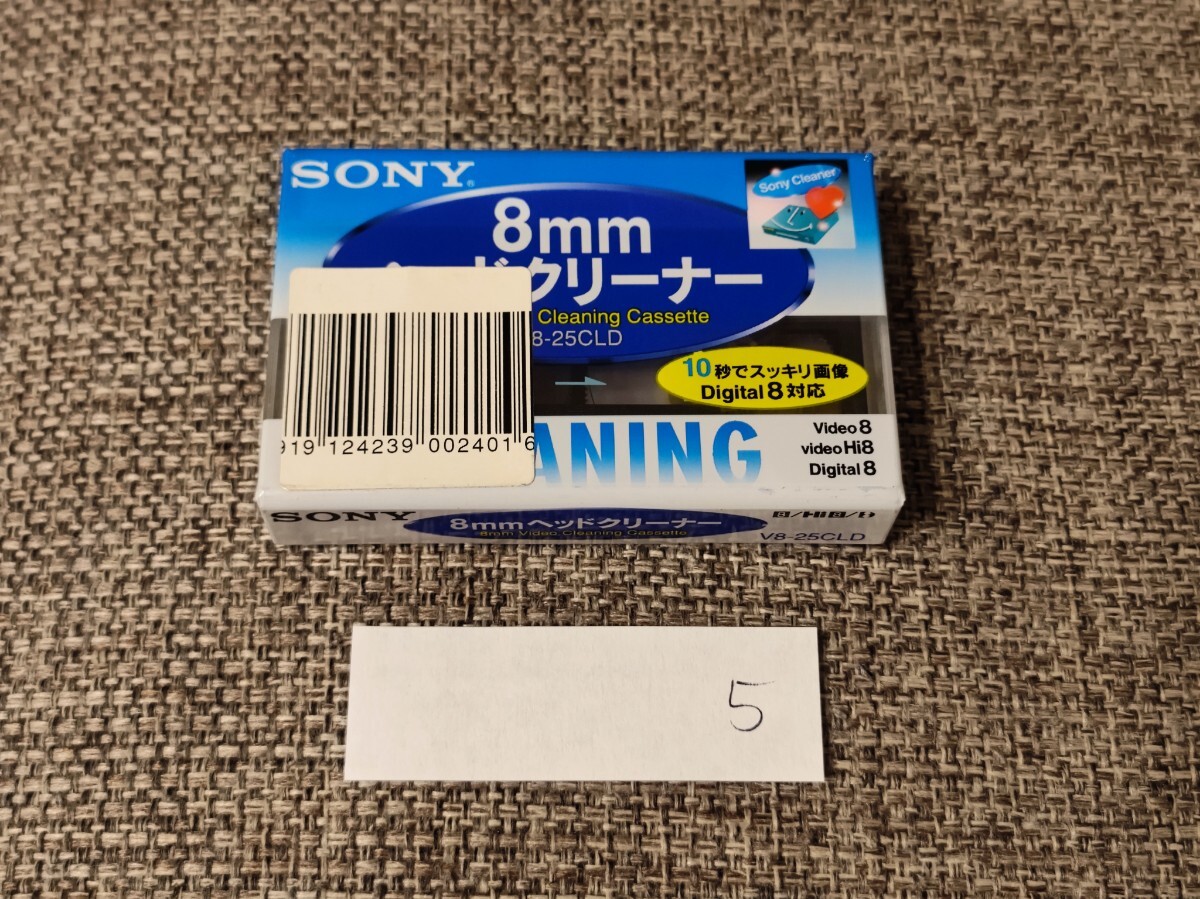 SONY
Sony Cleaner
8mm
ヘッドクリーナー
Cleaning Cassette
8-25CLD
10秒でスッキリ画像
Digital 8 対応
919 124239 002401 6
ANING
Video 8
video Hi8
Digital 8
SONY
8mmヘッドクリーナー
8mm Video Cleaning Cassette
V8-25CLD
5